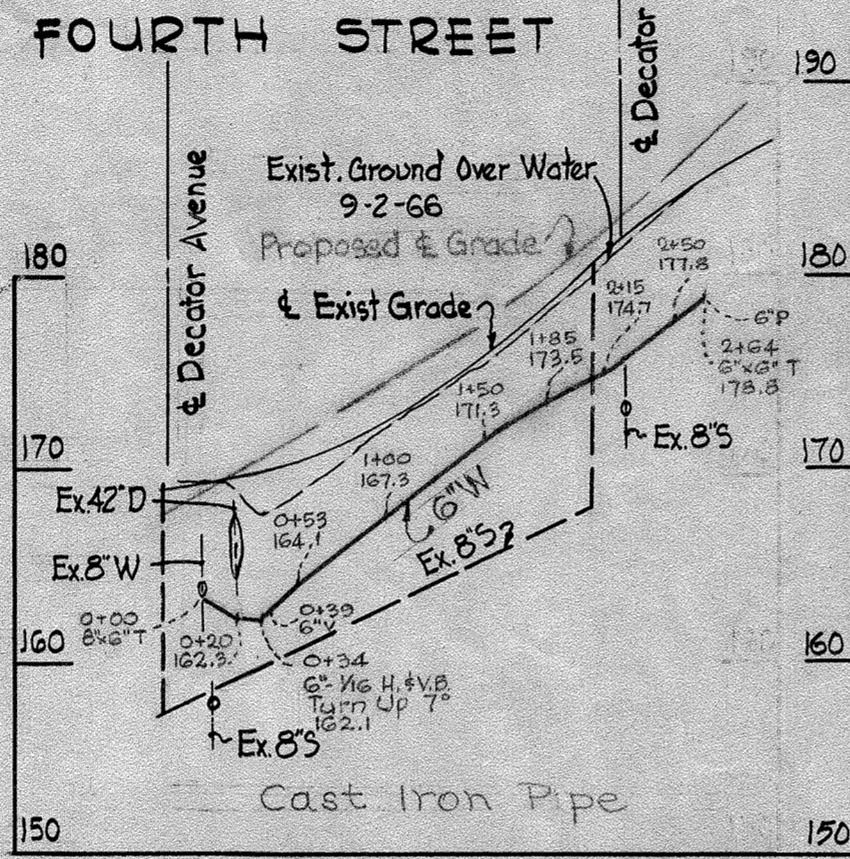 FOURTH STREET
℄ Decator
190
℄ Decator Avenue
Exist. Ground Over Water
9-2-66
Proposed ℄ Grade
180
180
2+50
177.8
℄ Exist Grade
2+15
174.7
6"P
1+85
173.5
2+64
6"x6" T
178.8
1+50
171.3
Ex.8"S
170
170
1+00
167.3
Ex.42"D
6"W
0+53
164.1
Ex.8"S
Ex.8"W
0+00
8"x6"T
0+39
6"V
0+20
162.3
160
160
0+34
6"-1/16 H.&V.B.
Turn Up 7°
162.1
Ex.8"S
Cast Iron Pipe
150
150